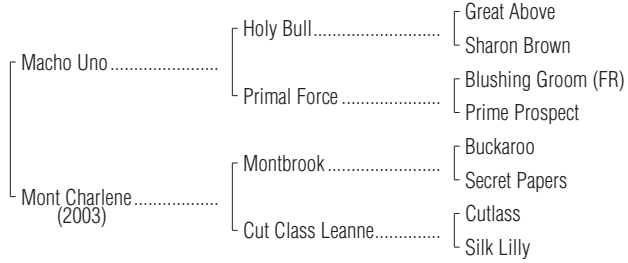 Great Above
Holy Bull
Sharon Brown
Macho Uno
Blushing Groom (FR)
Primal Force
Prime Prospect
Buckaroo
Montbrook
Secret Papers
Mont Charlene
(2003)
Cutlass
Cut Class Leanne
Silk Lilly